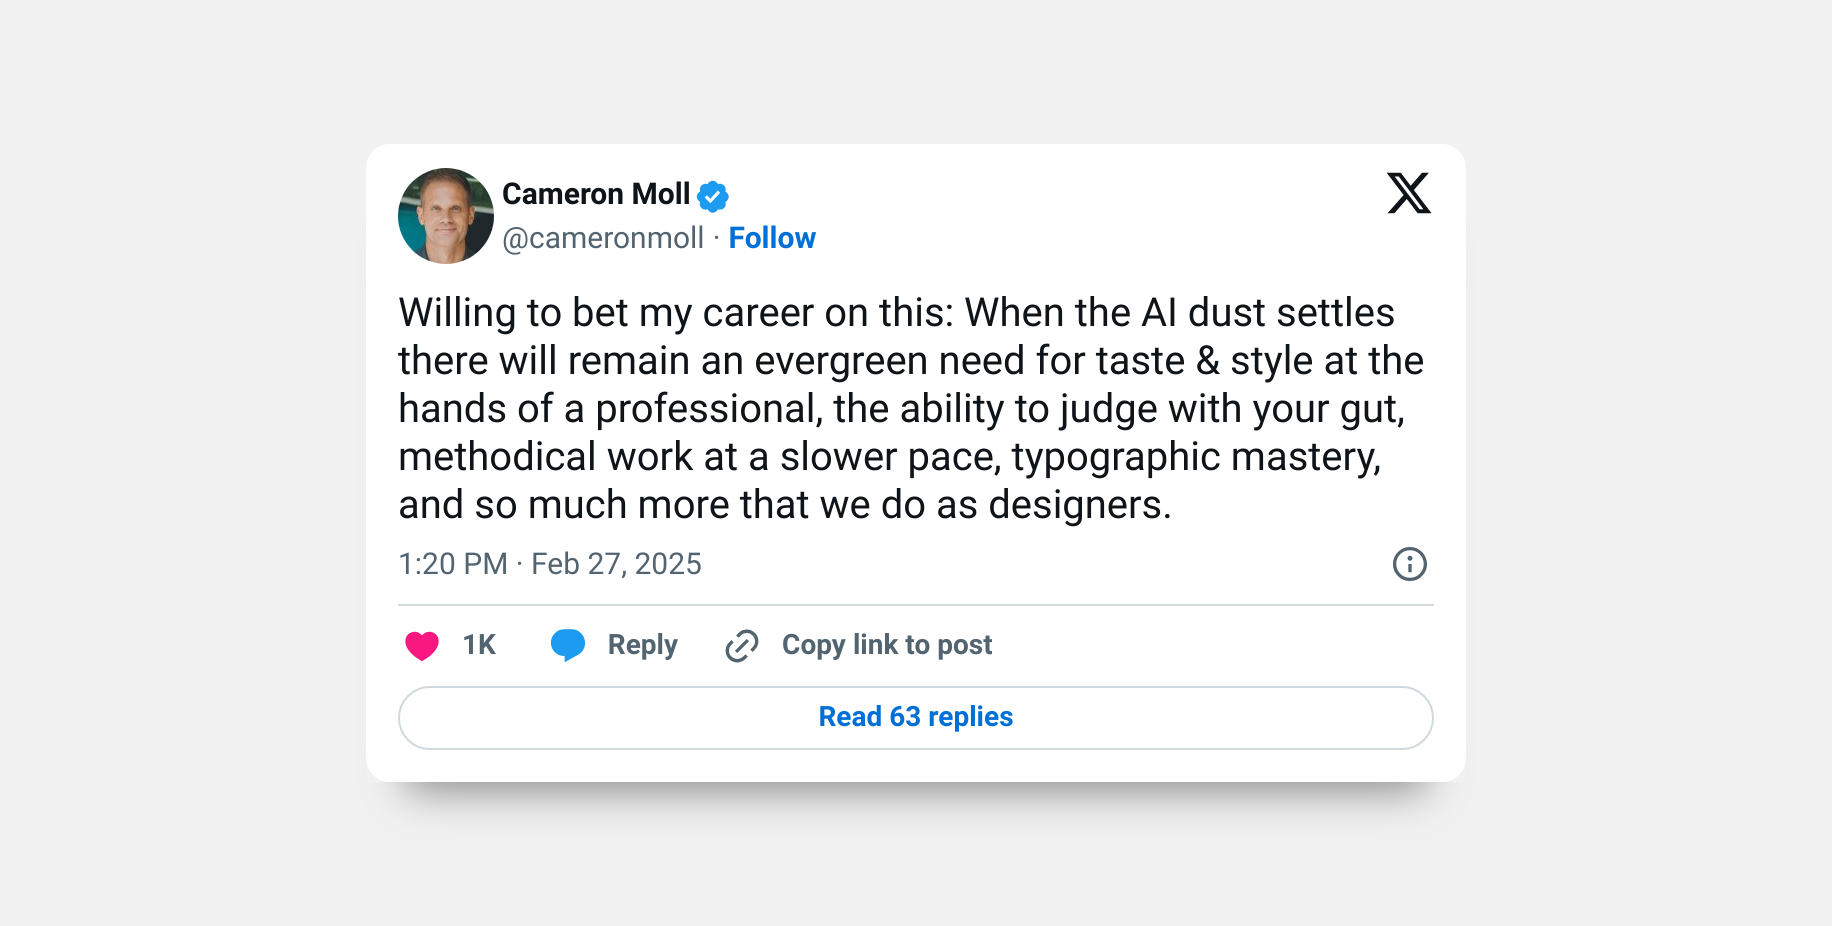 Cameron Moll
@cameronmoll · Follow
Willing to bet my career on this: When the AI dust settles
there will remain an evergreen need for taste & style at the
hands of a professional, the ability to judge with your gut,
methodical work at a slower pace, typographic mastery,
and so much more that we do as designers.
1:20 PM · Feb 27, 2025
1K Reply Copy link to post
Read 63 replies